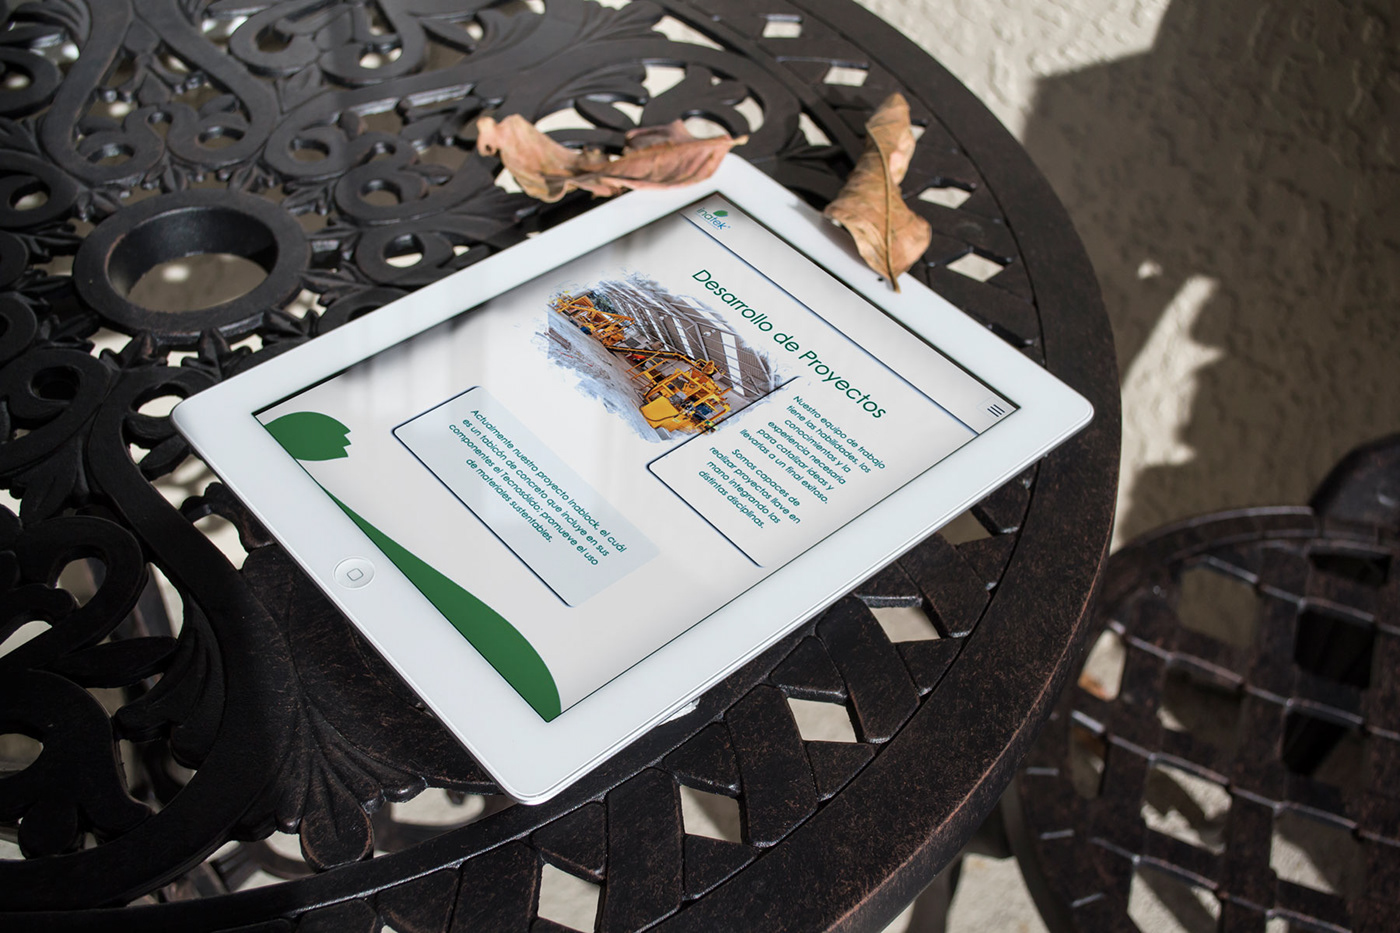 inatek
Desarrollo de Proyectos
Nuestro equipo de trabajo
tiene las habilidades, los
conocimientos y la
experiencia necesaria
para catalizar ideas y
llevarlas a un final exitoso.
Somos capaces de
realizar proyectos llave en
mano integrando las
distintas disciplinas.
Actualmente nuestro proyecto Inablock, el cuál
es un tabicón de concreto que incluye en sus
componentes el Tecnosólido; promueve el uso
de materiales sustentables.